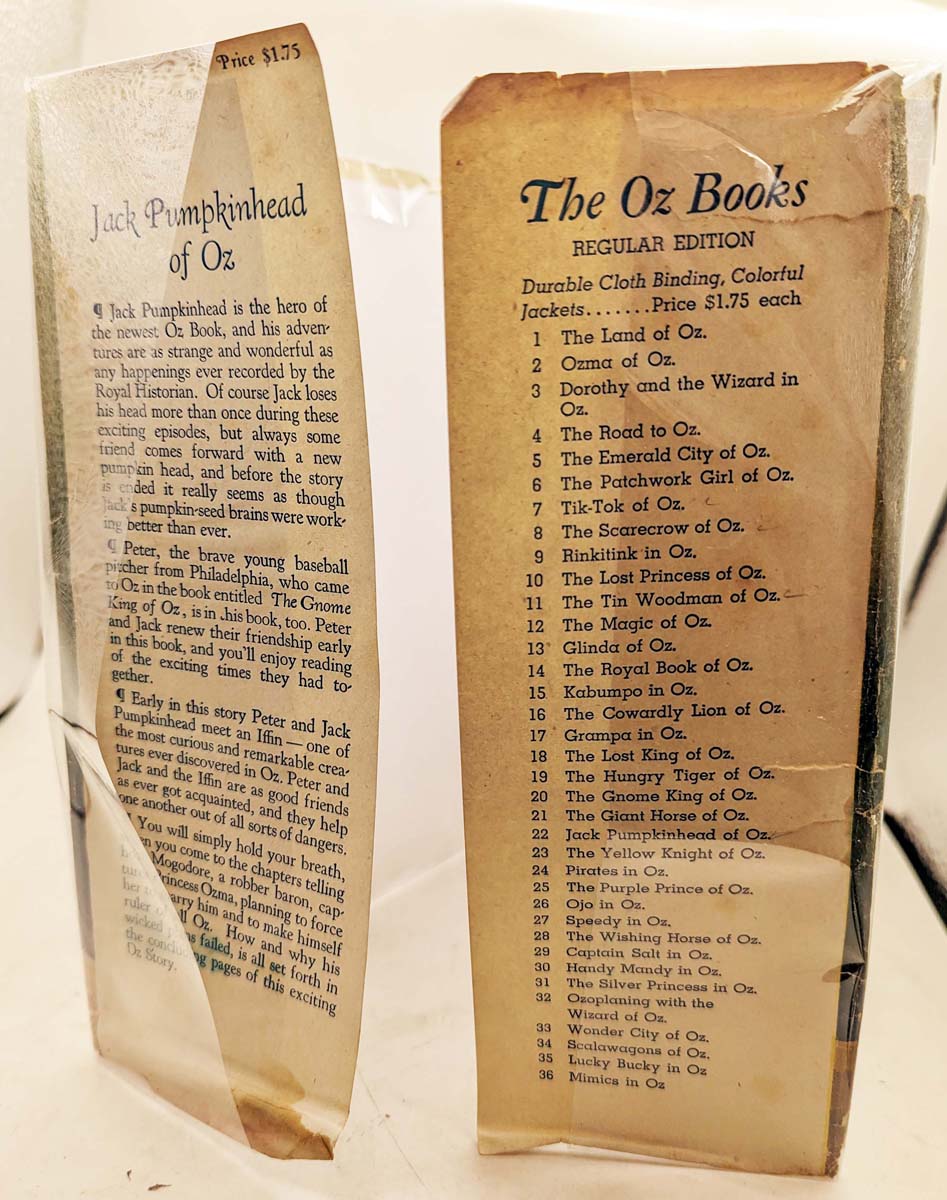 Price $1.75
Jack Pumpkinhead
of Oz
¶ Jack Pumpkinhead is the hero of
the newest Oz Book, and his adven-
tures are as strange and wonderful as
any happenings ever recorded by the
Royal Historian. Of course Jack loses
his head more than once during these
exciting episodes, but always some
friend comes forward with a new
pumpkin head, and before the story
is ended it really seems as though
Jack's pumpkin-seed brains were work-
ing better than ever.
¶ Peter, the brave young baseball
pitcher from Philadelphia, who came
to Oz in the book entitled The Gnome
King of Oz, is in this book, too. Peter
and Jack renew their friendship early
in this book, and you'll enjoy reading
of the exciting times they had to-
gether.
¶ Early in this story Peter and Jack
Pumpkinhead meet an Iffin — one of
the most curious and remarkable crea-
tures ever discovered in Oz. Peter and
Jack and the Iffin are as good friends
as ever got acquainted, and they help
one another out of all sorts of dangers.
You will simply hold your breath,
you come to the chapters telling
Mogodore, a robber baron, cap-
Princess Ozma, planning to force
her to marry him and to make himself
ruler of all Oz. How and why his
wicked failed, is all set forth in
the concluding pages of this exciting
Oz Story.
The Oz Books
REGULAR EDITION
Durable Cloth Binding, Colorful
Jackets.......Price $1.75 each
1 The Land of Oz.
2 Ozma of Oz.
3 Dorothy and the Wizard in
Oz.
4 The Road to Oz.
5 The Emerald City of Oz.
6 The Patchwork Girl of Oz.
7 Tik-Tok of Oz.
8 The Scarecrow of Oz.
9 Rinkitink in Oz.
10 The Lost Princess of Oz.
11 The Tin Woodman of Oz.
12 The Magic of Oz.
13 Glinda of Oz.
14 The Royal Book of Oz.
15 Kabumpo in Oz.
16 The Cowardly Lion of Oz.
17 Grampa in Oz.
18 The Lost King of Oz.
19 The Hungry Tiger of Oz.
20 The Gnome King of Oz.
21 The Giant Horse of Oz.
22 Jack Pumpkinhead of Oz.
23 The Yellow Knight of Oz.
24 Pirates in Oz.
25 The Purple Prince of Oz.
26 Ojo in Oz.
27 Speedy in Oz.
28 The Wishing Horse of Oz.
29 Captain Salt in Oz.
30 Handy Mandy in Oz.
31 The Silver Princess in Oz.
32 Ozoplaning with the
Wizard of Oz.
33 Wonder City of Oz.
34 Scalawagons of Oz.
35 Lucky Bucky in Oz
36 Mimics in Oz